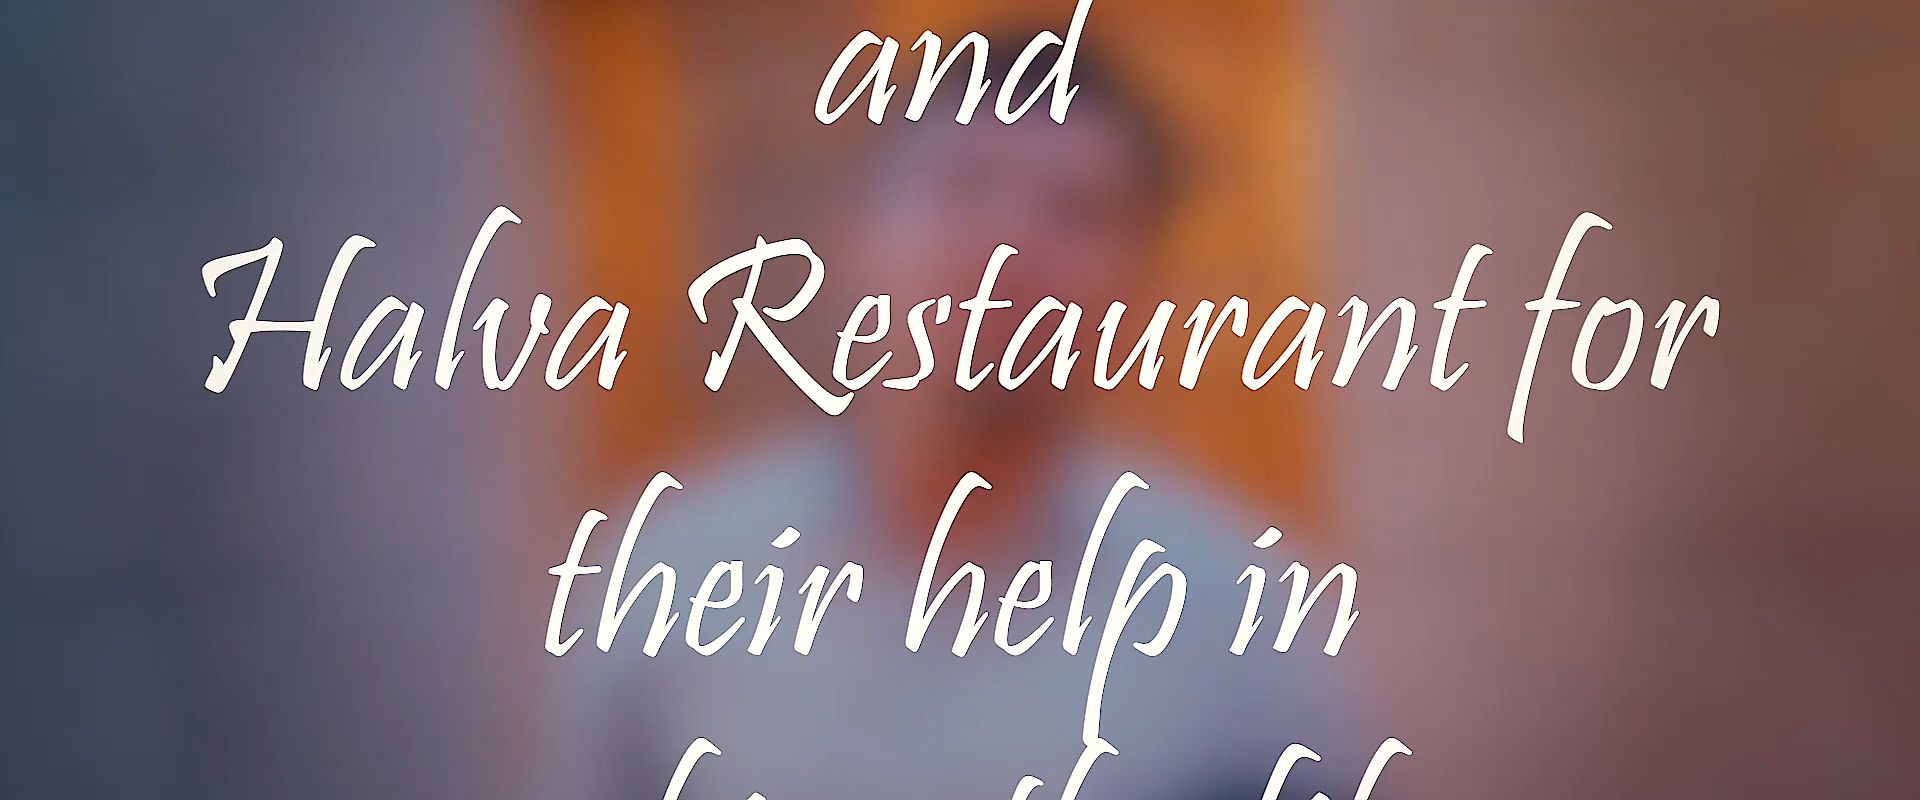 and
Halva Restaurant for
their help in